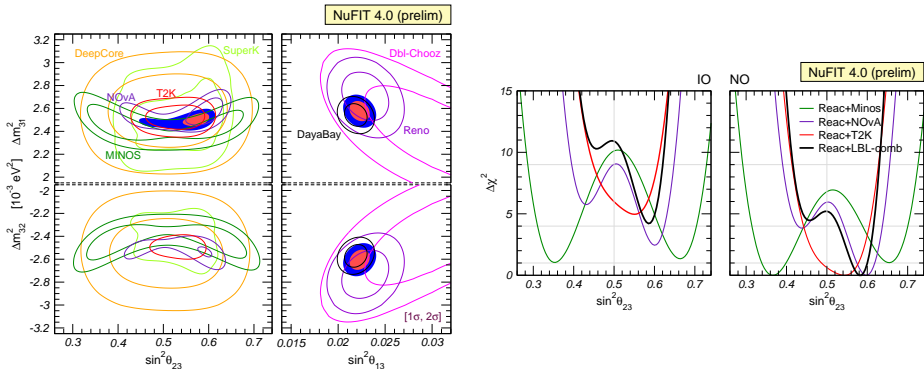 NuFIT 4.0 (prelim)
DeepCore
SuperK
NOvA
T2K
MINOS
Dbl-Chooz
DayaBay
Reno
[1σ, 2σ]
3.2
3
2.8
2.6
2.4
2.2
2
-2
-2.2
-2.4
-2.6
-2.8
-3
-3.2
Δm²₃₂ [10⁻³ eV²] Δm²₃₁
0.3 0.4 0.5 0.6 0.7
sin²θ₂₃
0.015 0.02 0.025 0.03
sin²θ₁₃
IO
NO
NuFIT 4.0 (prelim)
Reac+Minos
Reac+NOvA
Reac+T2K
Reac+LBL-comb
15
10
5
0
Δχ²
0.3 0.4 0.5 0.6 0.7
sin²θ₂₃
0.3 0.4 0.5 0.6 0.7
sin²θ₂₃